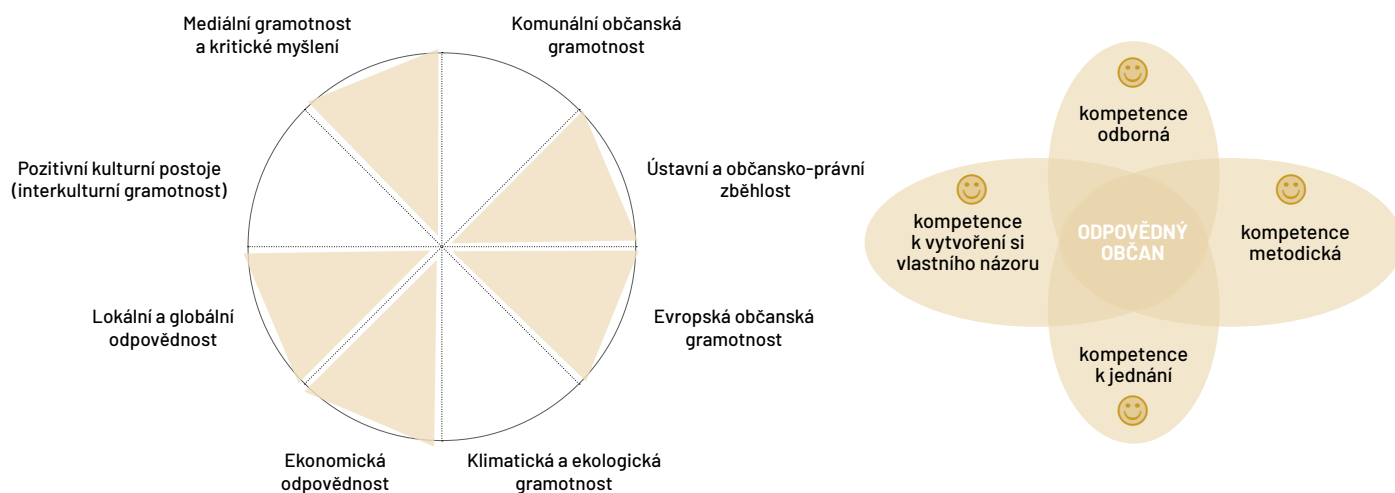 Mediální gramotnost
a kritické myšlení
Komunální občanská
gramotnost
Pozitivní kulturní postoje
(interkulturní gramotnost)
Ústavní a občansko-právní
zběhlost
Lokální a globální
odpovědnost
Evropská občanská
gramotnost
Ekonomická
odpovědnost
Klimatická a ekologická
gramotnost
kompetence
odborná
kompetence
k vytvoření si
vlastního názoru
ODPOVĚDNÝ
OBČAN
kompetence
metodická
kompetence
k jednání